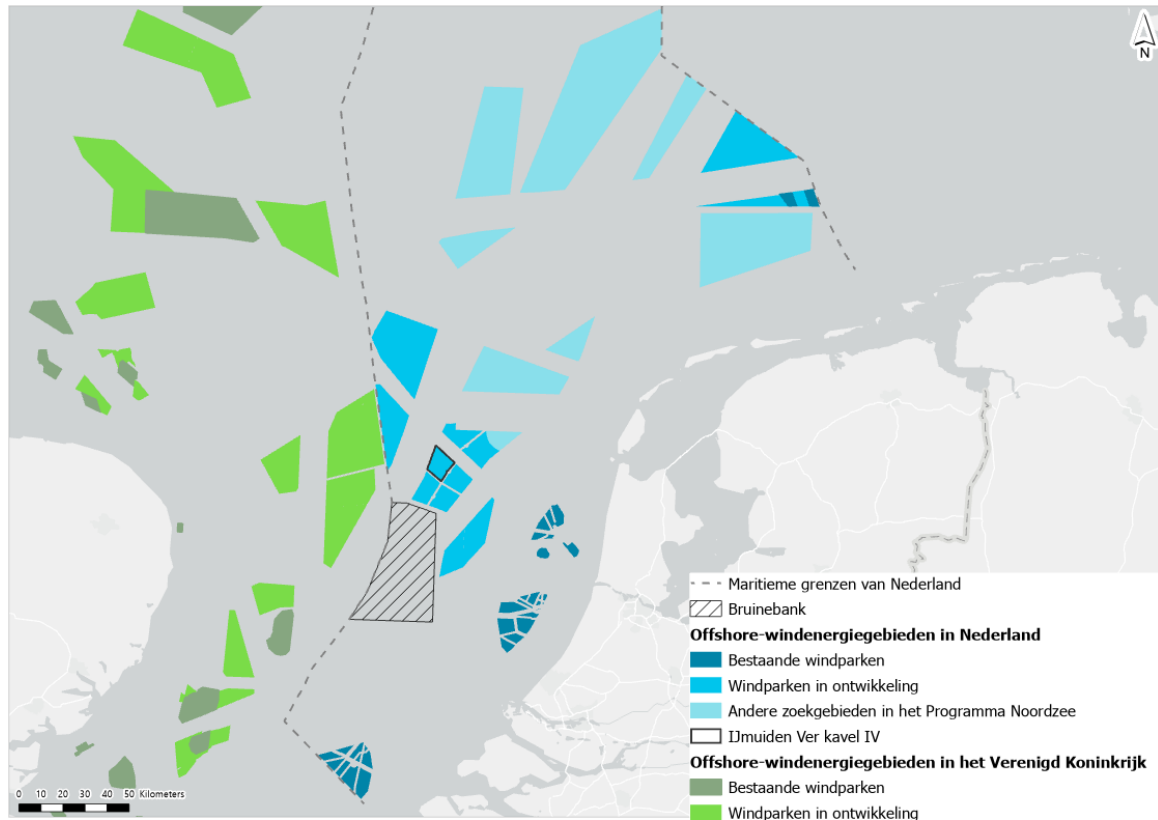 N
Maritieme grenzen van Nederland
Bruinebank
Offshore-windenergiegebieden in Nederland
Bestaande windparken
Windparken in ontwikkeling
Andere zoekgebieden in het Programma Noordzee
IJmuiden Ver kavel IV
Offshore-windenergiegebieden in het Verenigd Koninkrijk
Bestaande windparken
Windparken in ontwikkeling
0 10 20 30 40 50 Kilometers